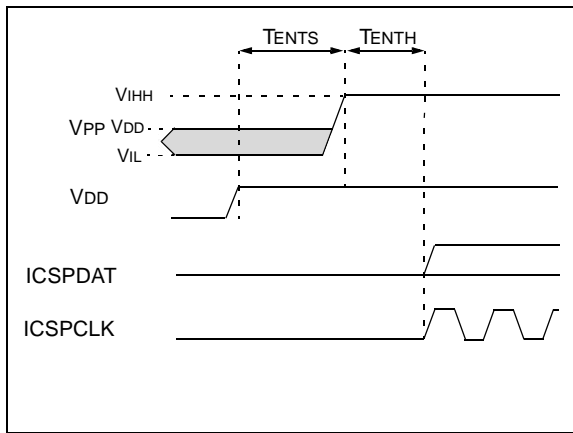 TENTS TENTH
VIHH
VPP VDD
VIL
VDD
ICSPDAT
ICSPCLK